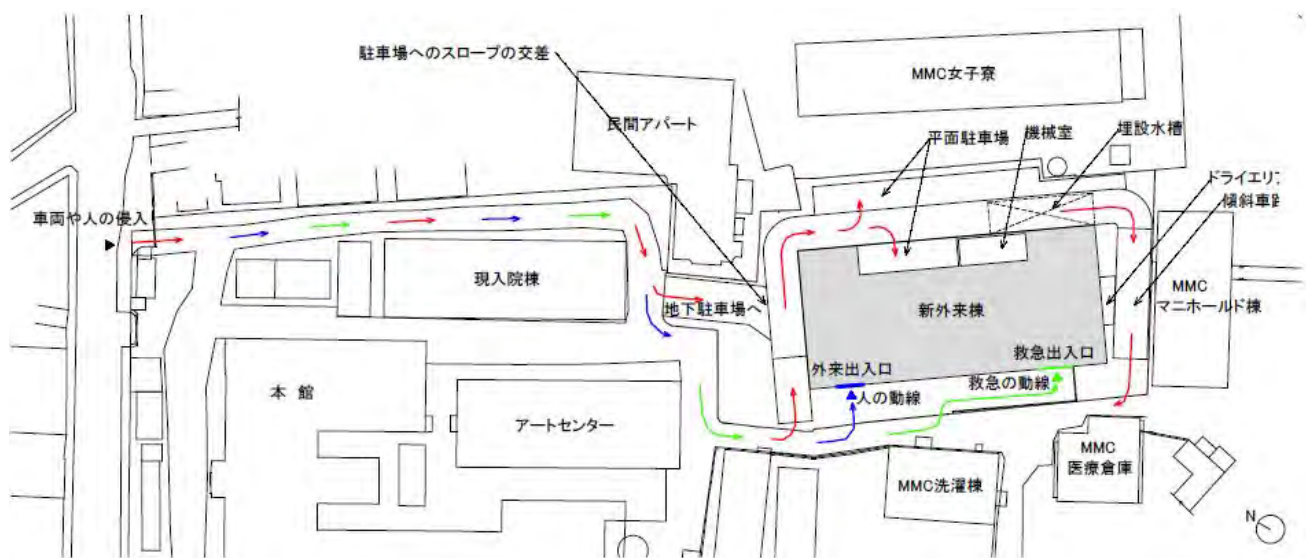 駐車場へのスロープの交差
MMC女子寮
民間アパート
平面駐車場
機械室
埋設水槽
ドライエリア
傾斜車路
車両や人の侵入
現入院棟
地下駐車場へ
新外来棟
MMC
マニホールド棟
外来出入口
救急出入口
人の動線
救急の動線
本 館
アートセンター
MMC洗濯棟
MMC
医療倉庫
N